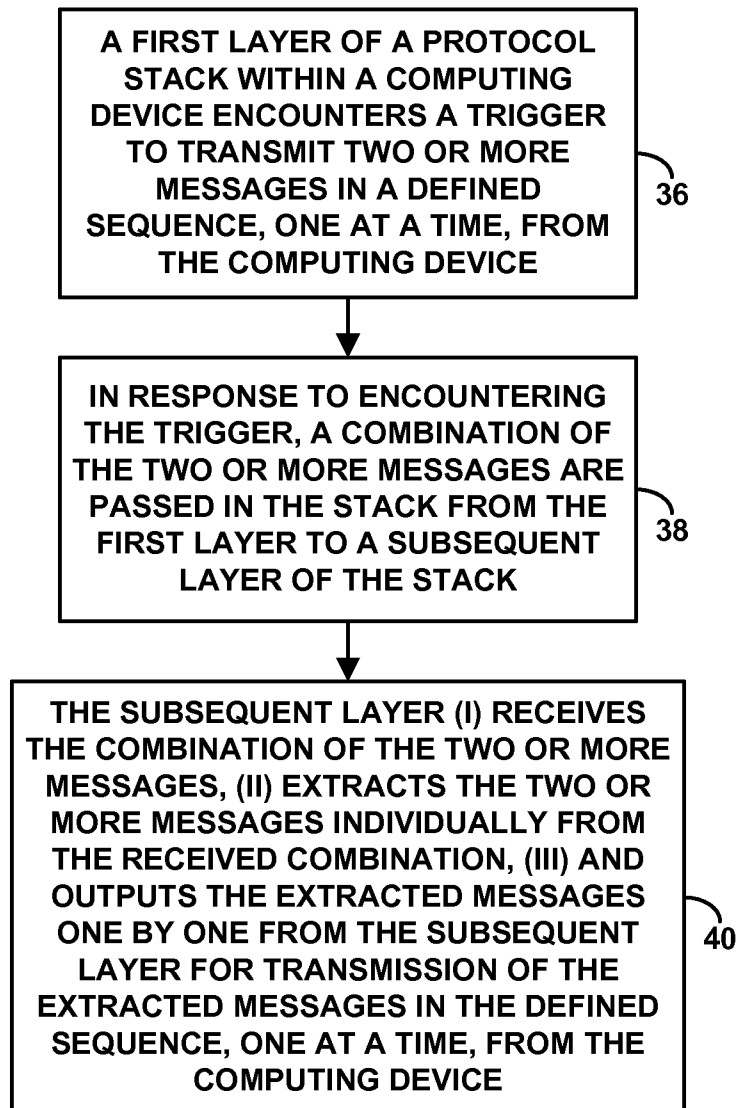 A FIRST LAYER OF A PROTOCOL
STACK WITHIN A COMPUTING
DEVICE ENCOUNTERS A TRIGGER
TO TRANSMIT TWO OR MORE
MESSAGES IN A DEFINED
SEQUENCE, ONE AT A TIME, FROM
THE COMPUTING DEVICE
36
IN RESPONSE TO ENCOUNTERING
THE TRIGGER, A COMBINATION OF
THE TWO OR MORE MESSAGES ARE
PASSED IN THE STACK FROM THE
FIRST LAYER TO A SUBSEQUENT
LAYER OF THE STACK
38
THE SUBSEQUENT LAYER (I) RECEIVES
THE COMBINATION OF THE TWO OR MORE
MESSAGES, (II) EXTRACTS THE TWO OR
MORE MESSAGES INDIVIDUALLY FROM
THE RECEIVED COMBINATION, (III) AND
OUTPUTS THE EXTRACTED MESSAGES
ONE BY ONE FROM THE SUBSEQUENT
LAYER FOR TRANSMISSION OF THE
EXTRACTED MESSAGES IN THE DEFINED
SEQUENCE, ONE AT A TIME, FROM THE
COMPUTING DEVICE
40